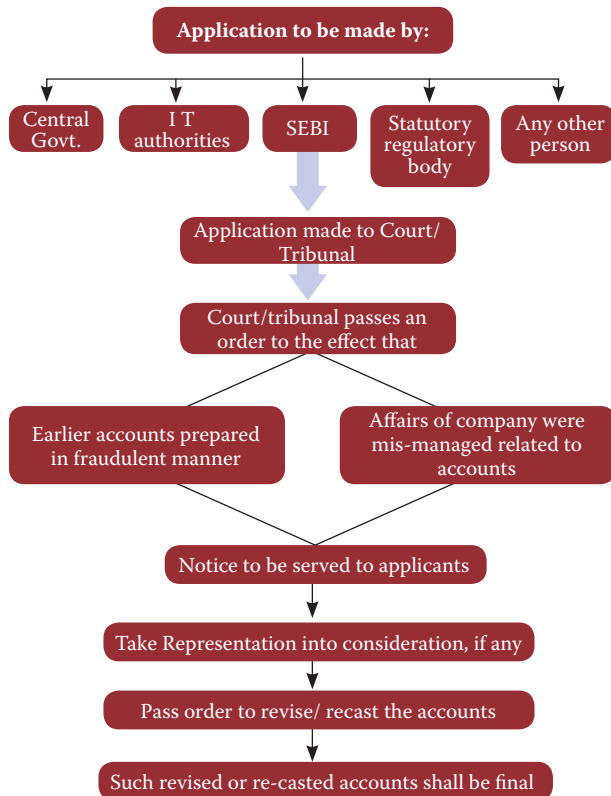 Application to be made by:
Central
Govt.
I T
authorities
SEBI
Statutory
regulatory
body
Any other
person
Application made to Court/
Tribunal
Court/tribunal passes an
order to the effect that
Earlier accounts prepared
in fraudulent manner
Affairs of company were
mis-managed related to
accounts
Notice to be served to applicants
Take Representation into consideration, if any
Pass order to revise/ recast the accounts
Such revised or re-casted accounts shall be final